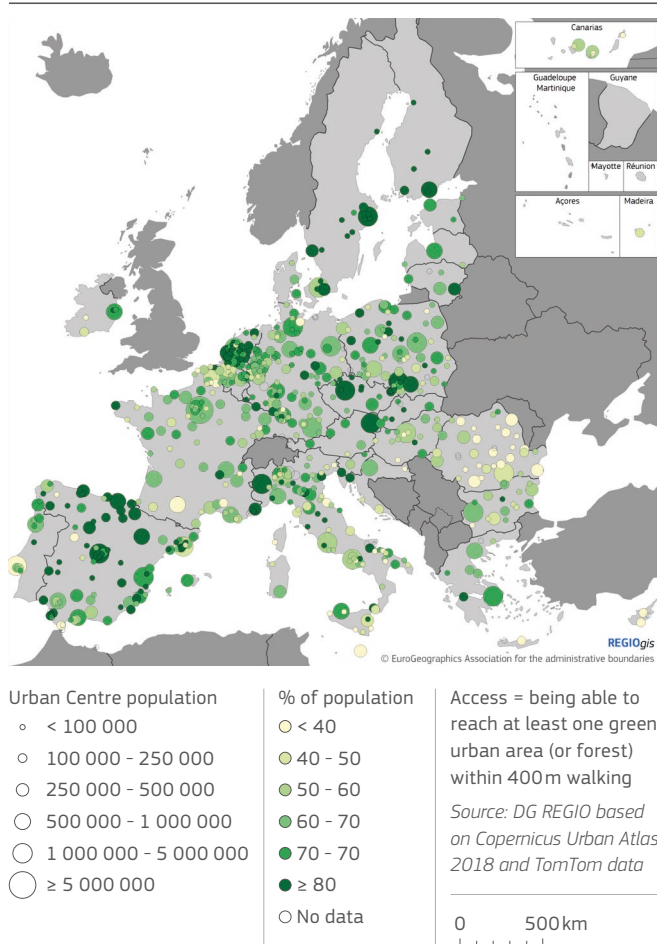 Canarias
Guadeloupe
Martinique
Guyane
Mayotte
Réunion
Açores
Madeira
REGIOgis
© EuroGeographics Association for the administrative boundaries
Urban Centre population
< 100 000
100 000 - 250 000
250 000 - 500 000
500 000 - 1 000 000
1 000 000 - 5 000 000
≥ 5 000 000
% of population
< 40
40 - 50
50 - 60
60 - 70
70 - 70
≥ 80
No data
Access = being able to
reach at least one green
urban area (or forest)
within 400 m walking
Source: DG REGIO based
on Copernicus Urban Atlas
2018 and TomTom data
0 500 km